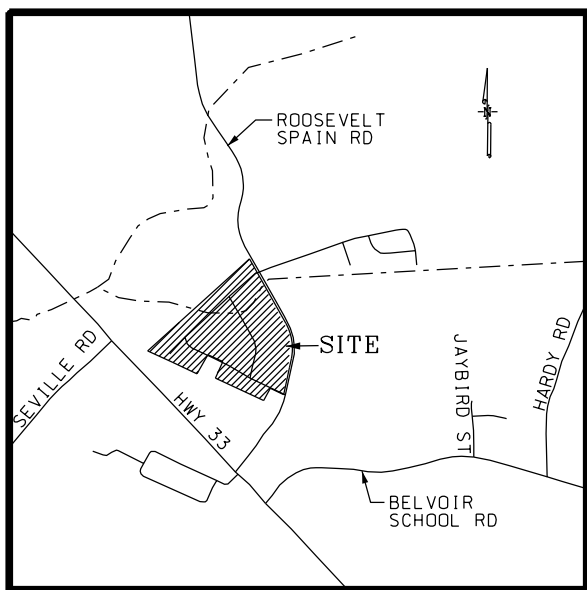 ROOSEVELT
SPAIN RD
N
SITE
SEVILLE RD
HWY 33
JAYBIRD ST
HARDY RD
BELVOIR
SCHOOL RD